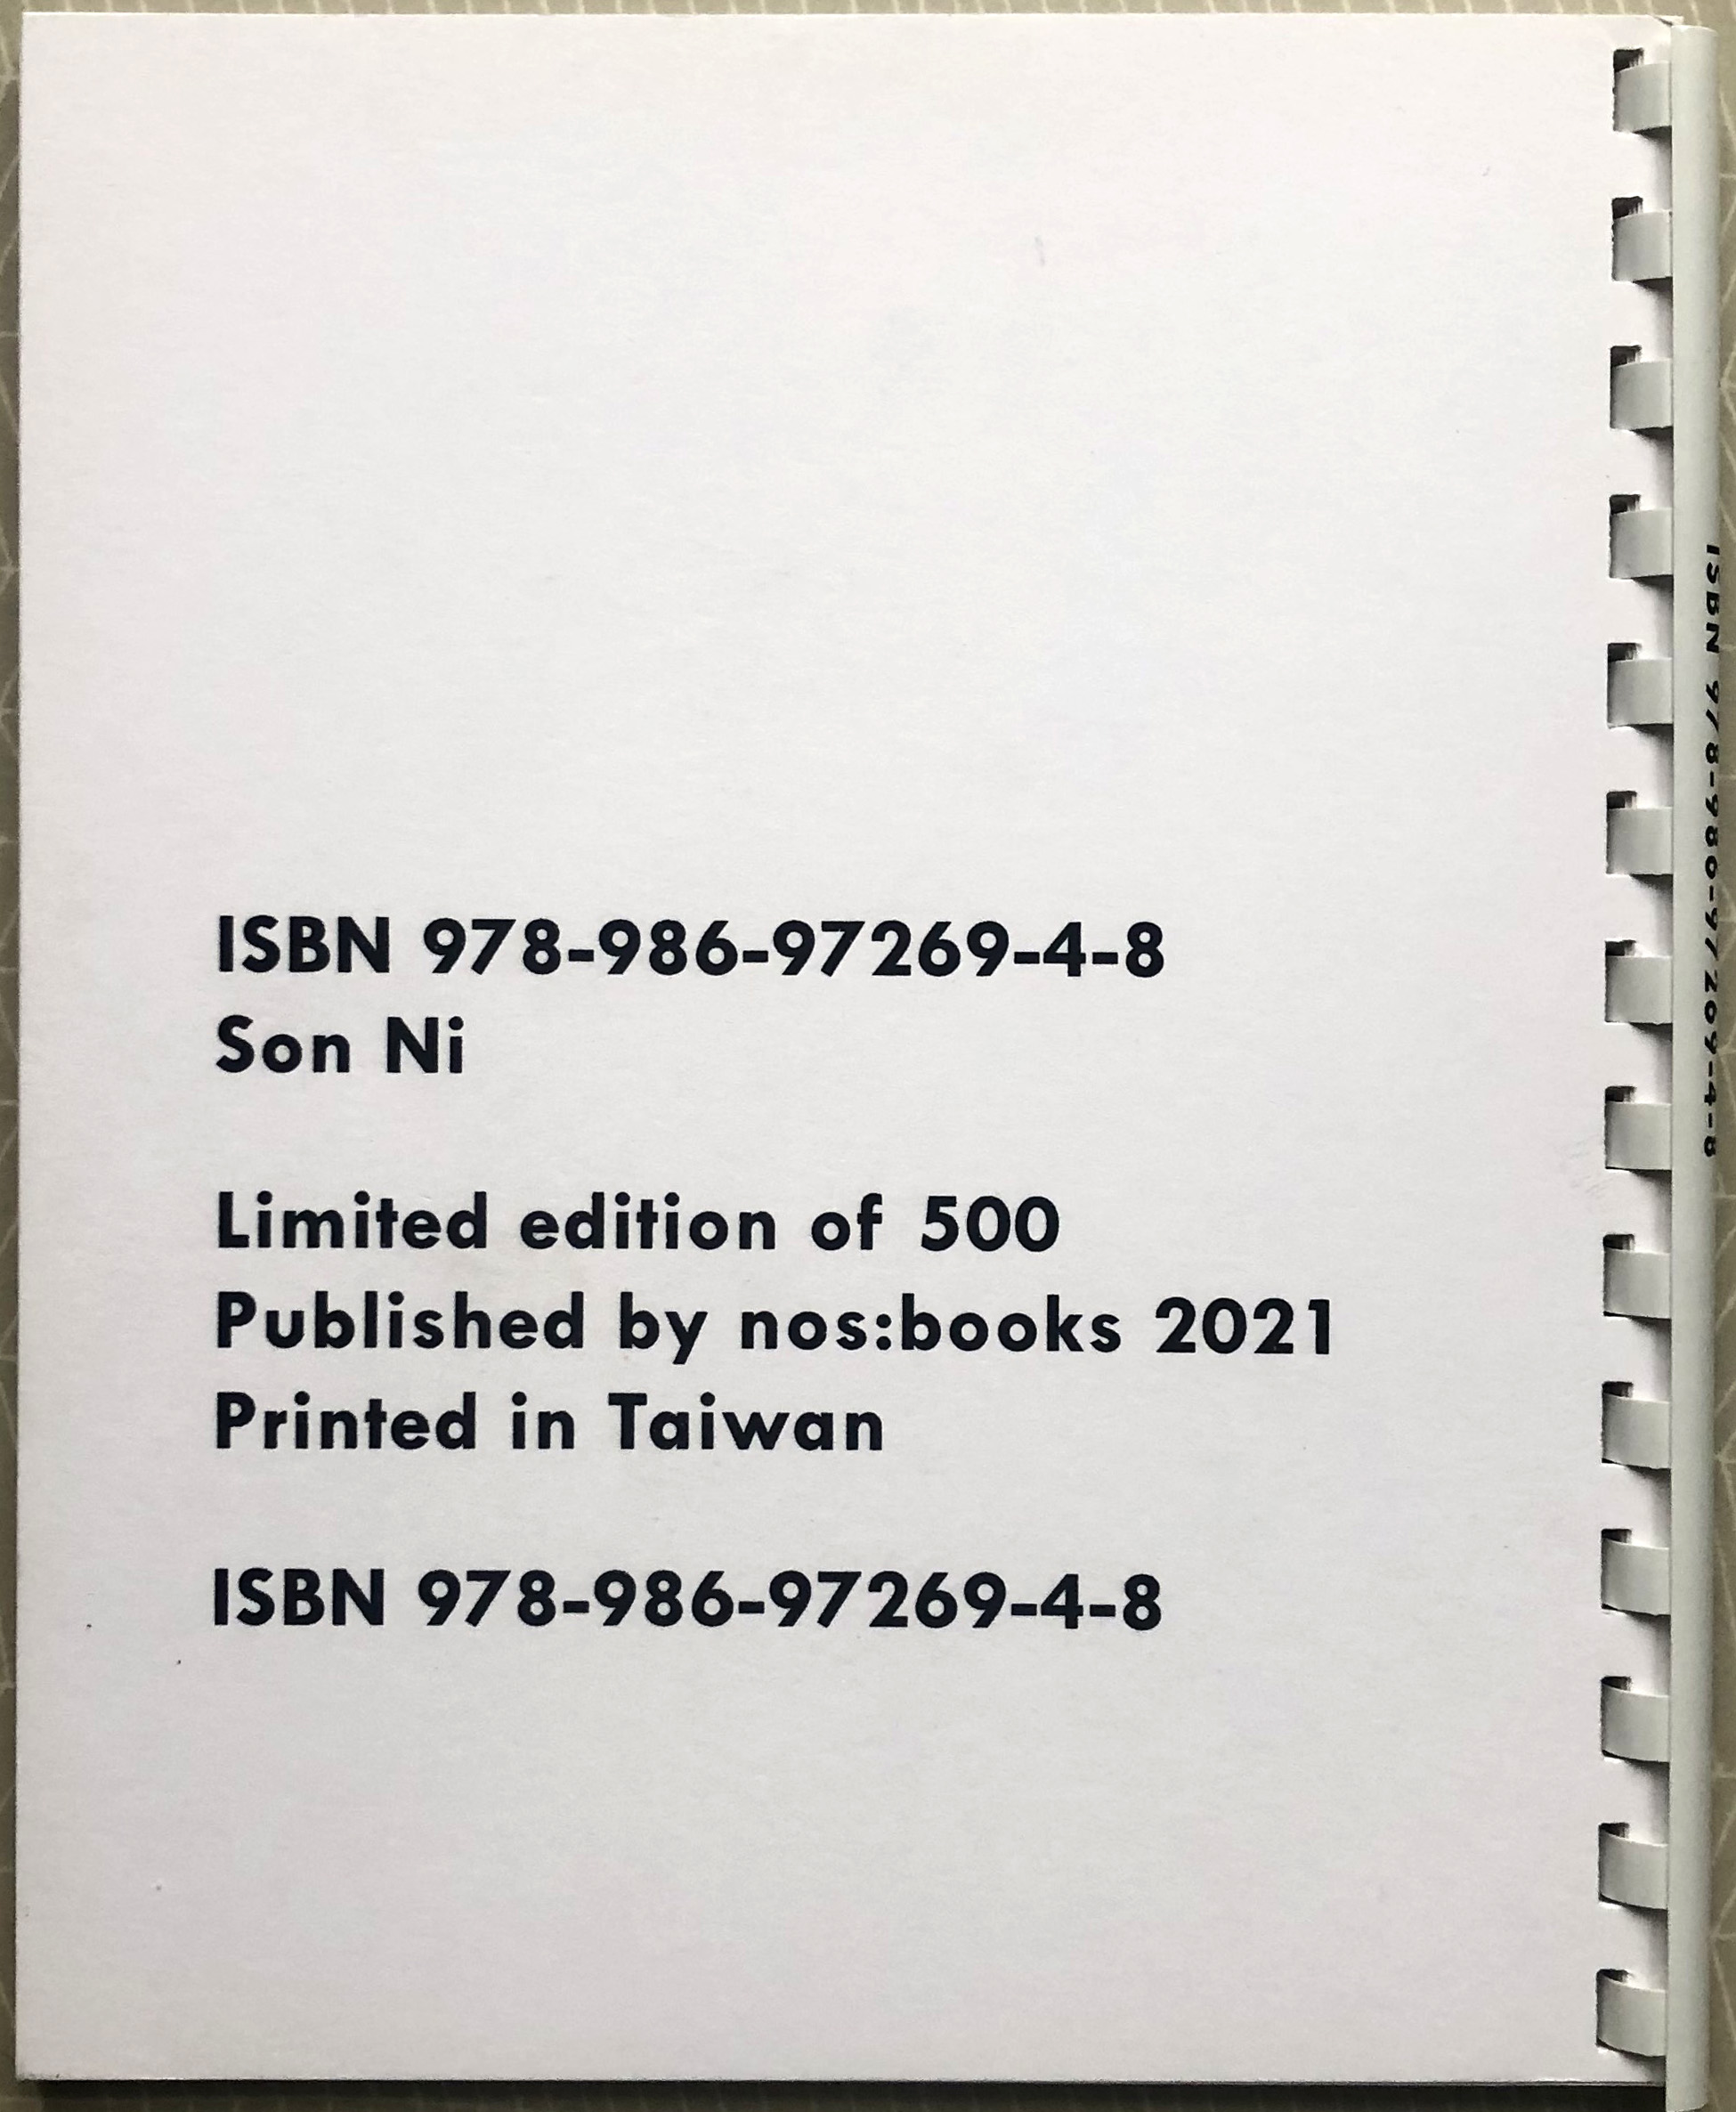 ISBN 978-986-97269-4-8
Son Ni
Limited edition of 500
Published by nos:books 2021
Printed in Taiwan
ISBN 978-986-97269-4-8
ISBN 978-986-97269-4-8